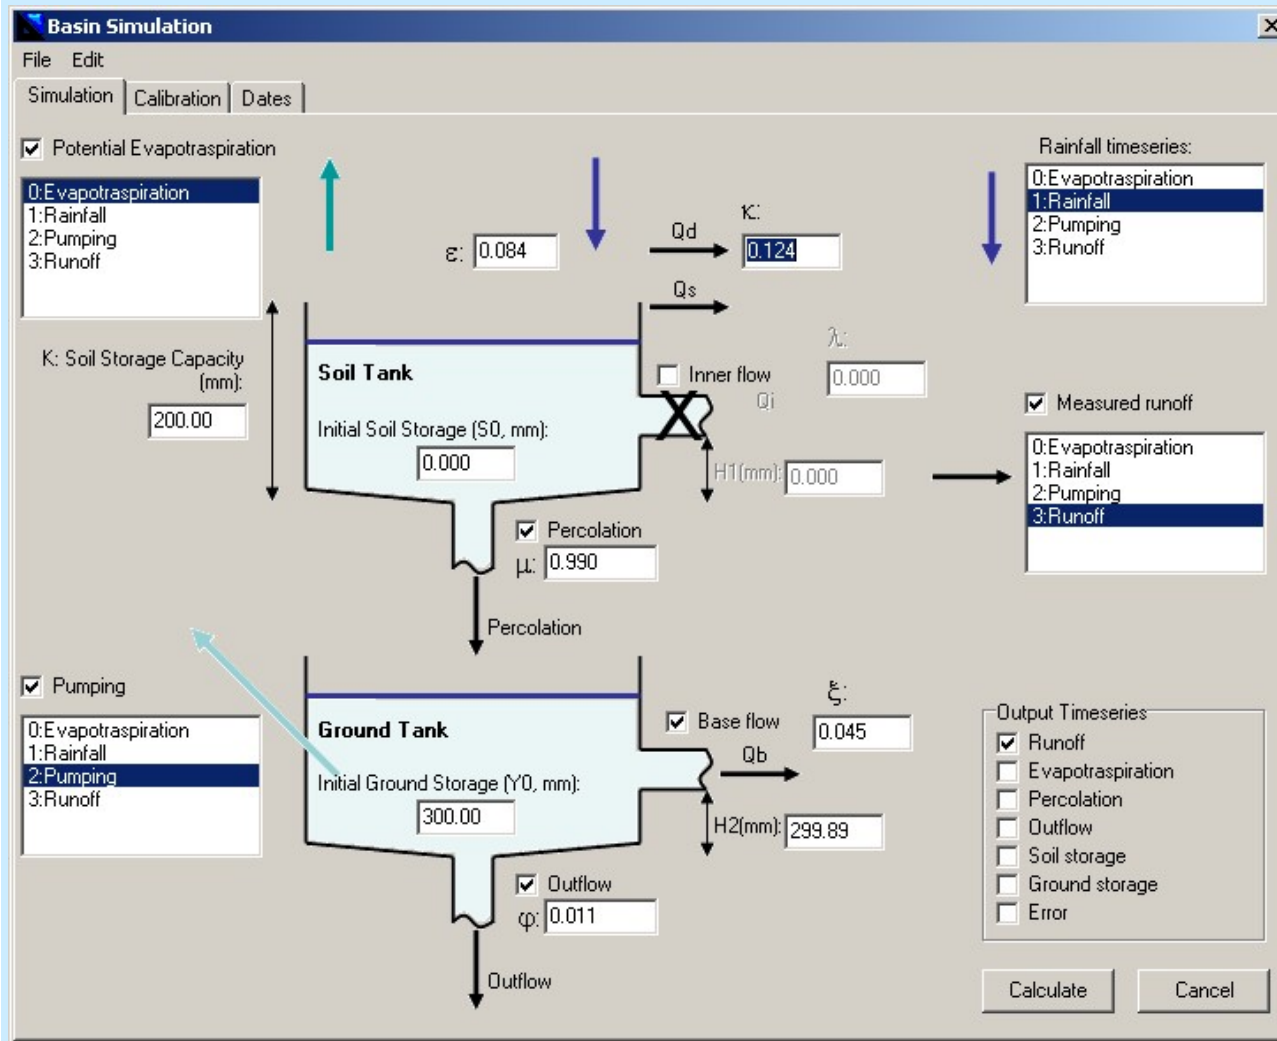 Basin Simulation
File Edit
Simulation Calibration Dates
Potential Evapotraspiration
0:Evapotraspiration
1:Rainfall
2:Pumping
3:Runoff
ε: 0.084
Qd
κ:
0.124
Qs
Rainfall timeseries:
0:Evapotraspiration
1:Rainfall
2:Pumping
3:Runoff
K: Soil Storage Capacity
(mm):
200.00
Soil Tank
Initial Soil Storage (S0, mm):
0.000
Inner flow
Qi
λ:
0.000
H1(mm): 0.000
Measured runoff
0:Evapotraspiration
1:Rainfall
2:Pumping
3:Runoff
Percolation
μ: 0.990
Percolation
Pumping
0:Evapotraspiration
1:Rainfall
2:Pumping
3:Runoff
Ground Tank
Initial Ground Storage (Y0, mm):
300.00
Base flow
Qb
ξ:
0.045
H2(mm): 299.89
Outflow
φ: 0.011
Outflow
Output Timeseries
Runoff
Evapotraspiration
Percolation
Outflow
Soil storage
Ground storage
Error
Calculate Cancel